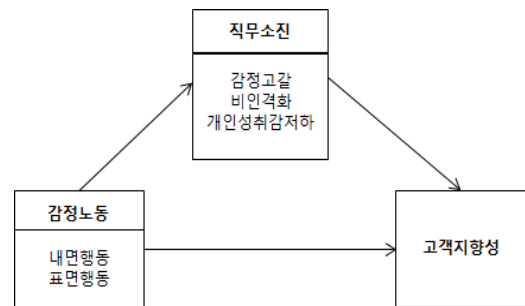 직무소진
감정고갈
비인격화
개인성취감저하
감정노동
내면행동
표면행동
고객지향성